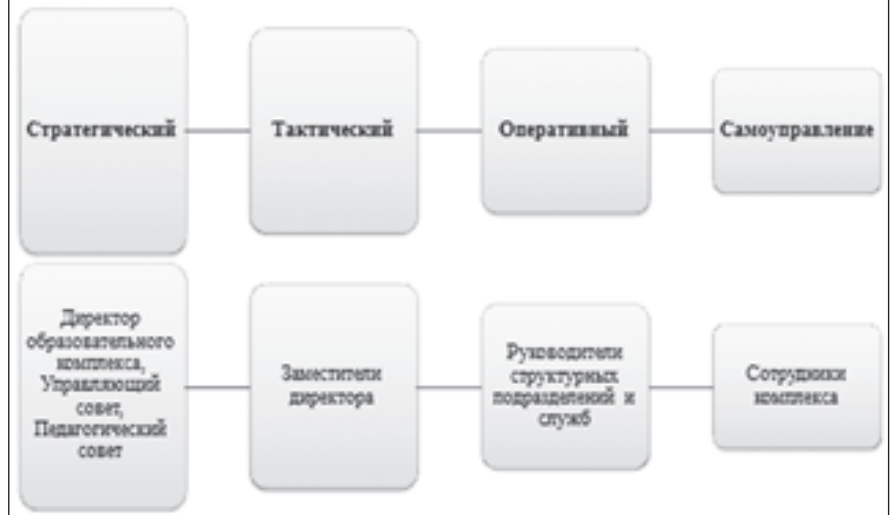 Стратегический
Тактический
Оперативный
Самоуправление
Директор
образовательного
комплекса,
Управляющий
совет,
Педагогический
совет
Заместители
директора
Руководители
структурных
подразделений и
служб
Сотрудники
комплекса